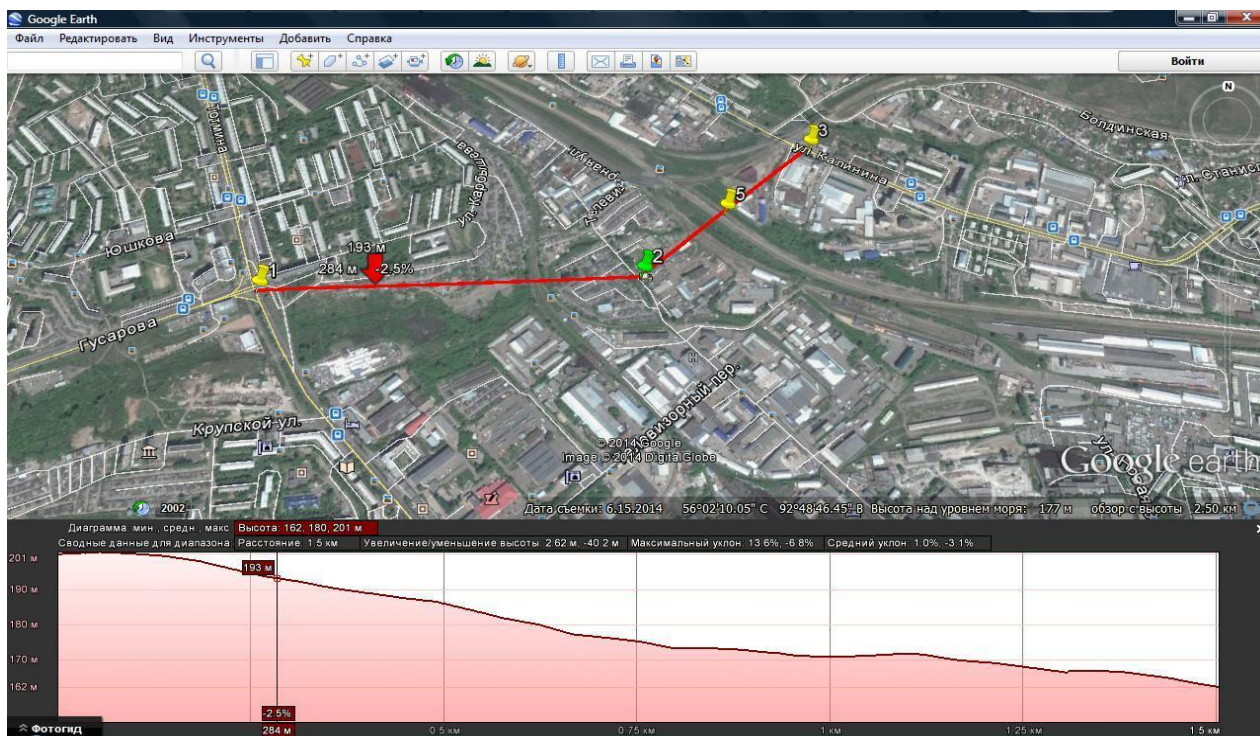 Google Earth
Файл Редактировать Вид Инструменты Добавить Справка
Войти
N
Тотмина
3
Болдинская
ул. Калинина
ул. Карбышева
5
Юшкова
193 м
2
284 м -2,5%
1
Гусарова
Н
Телевизорный пер.
Крупской ул.
© 2014 Google
Image © 2014 DigitalGlobe
Google earth
2002
Дата съемки: 6.15.2014 56°02'10.05" С 92°48'46.45" В Высота над уровнем моря: 177 м обзор с высоты 2.50 км
Диаграмма: мин., средн., макс. Высота: 162, 180, 201 м
Сводные данные для диапазона: Расстояние: 1.5 км Увеличение/уменьшение высоты: 2.62 м, -40.2 м Максимальный уклон: 13.6%, -6.8% Средний уклон: 1.0%, -3.1%
201 м
193 м
190 м
180 м
170 м
162 м
-2.5%
Фотогид
284 м 0.5 км 0.75 км 1 км 1.25 км 1.5 км